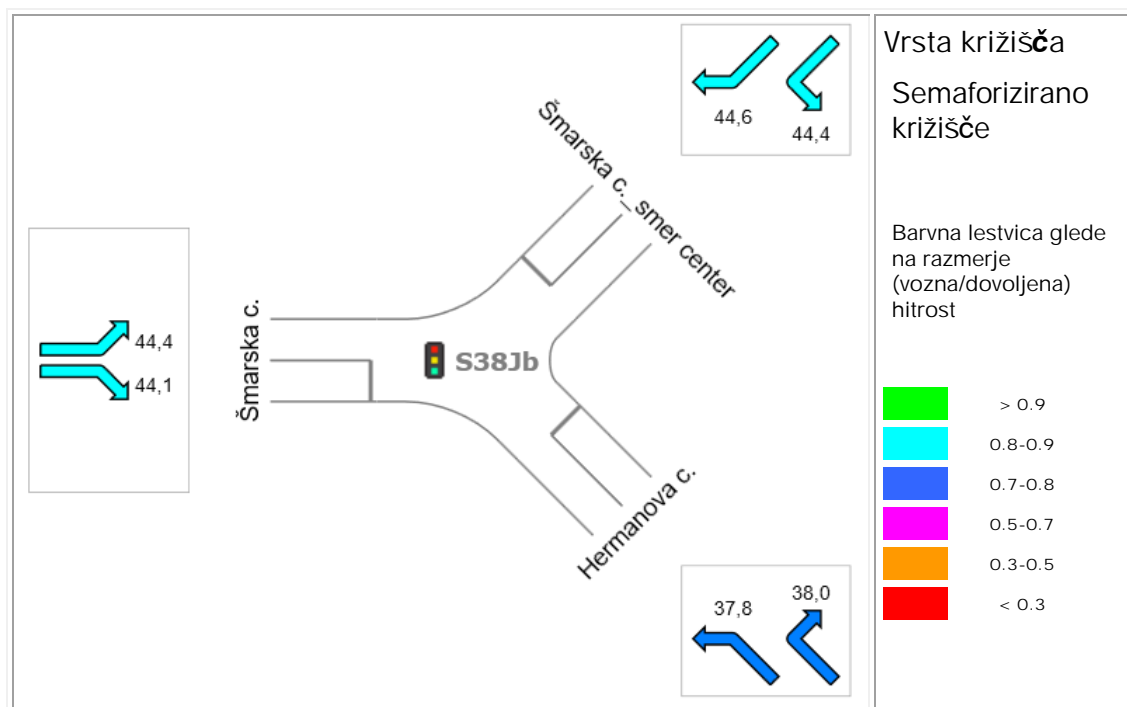 44,6
44,4
Šmarska c._smer center
44,4
44,1
Šmarska c.
S38Jb
Hermanova c.
37,8
38,0
Vrsta križišča
Semaforizirano
križišče
Barvna lestvica glede
na razmerje
(vozna/dovoljena)
hitrost
> 0.9
0.8-0.9
0.7-0.8
0.5-0.7
0.3-0.5
< 0.3